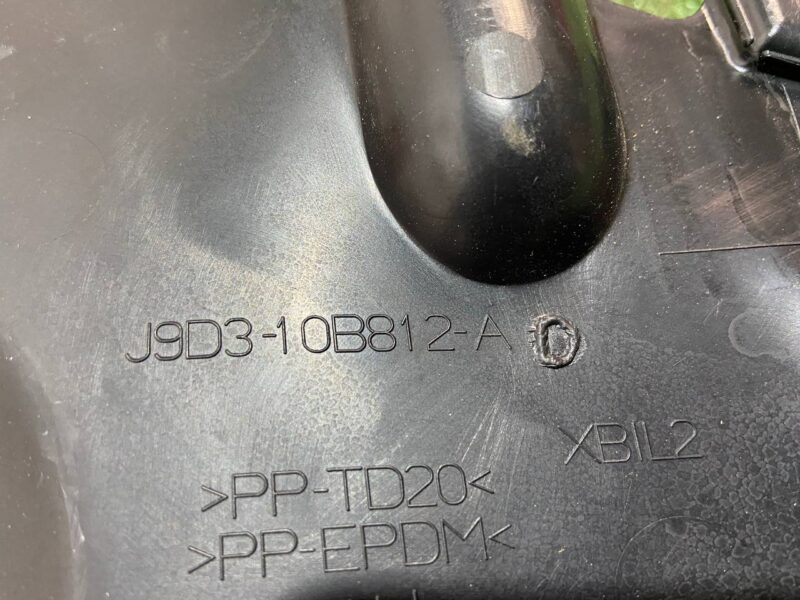 J9D3-10B812-A D
XBIL2
>PP-TD20<
>PP-EPDM<